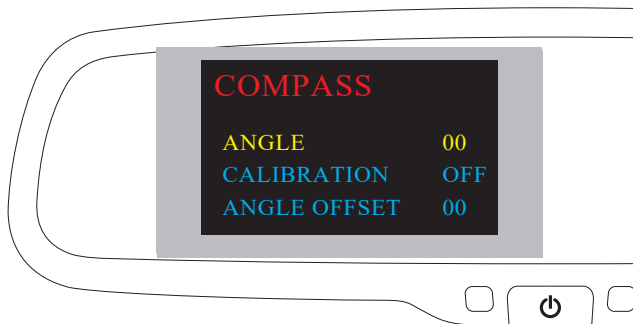 COMPASS
ANGLE 00
CALIBRATION OFF
ANGLE OFFSET 00